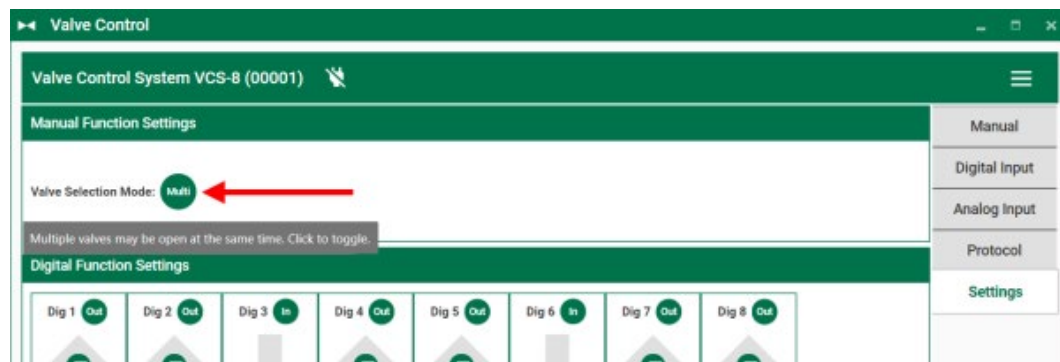 Valve Control
Valve Control System VCS-8 (00001)
Manual Function Settings
Valve Selection Mode: Multi
Multiple valves may be open at the same time. Click to toggle.
Digital Function Settings
Dig 1 Out Dig 2 Out Dig 3 In Dig 4 Out Dig 5 Out Dig 6 In Dig 7 Out Dig 8 Out
Manual
Digital Input
Analog Input
Protocol
Settings